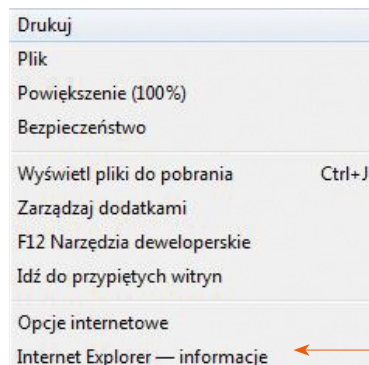 Drukuj
Plik
Powiększenie (100%)
Bezpieczeństwo
Wyświetl pliki do pobrania Ctrl+J
Zarządzaj dodatkami
F12 Narzędzia deweloperskie
Idź do przypiętych witryn
Opcje internetowe
Internet Explorer — informacje